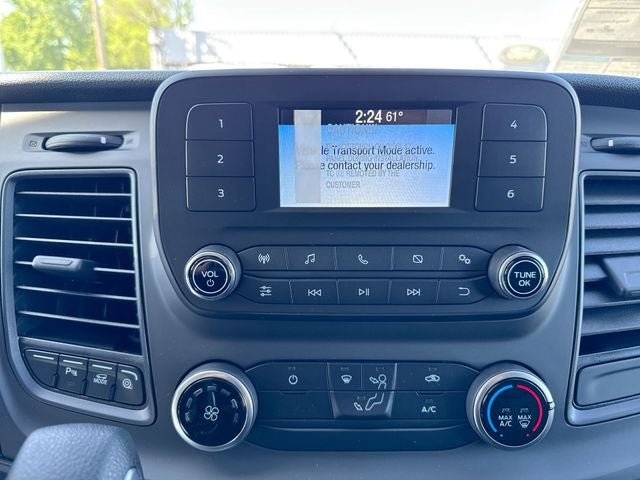 2:24 61°
CAUTION!!!
Vehicle Transport Mode active.
Please contact your dealership.
TO BE REMOVED BY THE
CUSTOMER
1
2
3
4
5
6
VOL
TUNE
OK
P
MODE
A/C
MAX
A/C
MAX